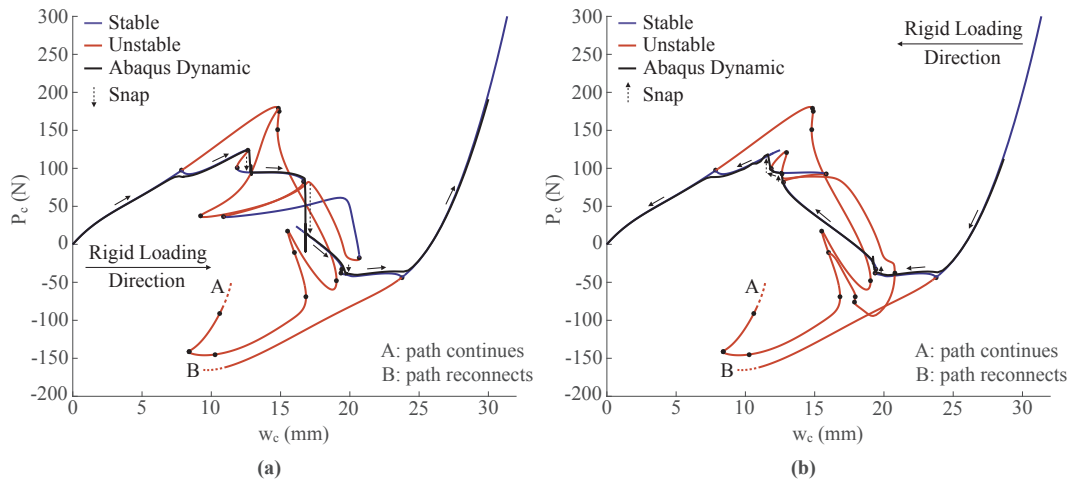 300
250
200
150
100
50
0
-50
-100
-150
-200
P_c (N)
Stable
Unstable
Abaqus Dynamic
Snap
Rigid Loading
Direction
A
B
A: path continues
B: path reconnects
0 5 10 15 20 25 30
w_c (mm)
(a)
300
250
200
150
100
50
0
-50
-100
-150
-200
P_c (N)
Stable
Unstable
Abaqus Dynamic
Snap
Rigid Loading
Direction
A
B
A: path continues
B: path reconnects
0 5 10 15 20 25 30
w_c (mm)
(b)